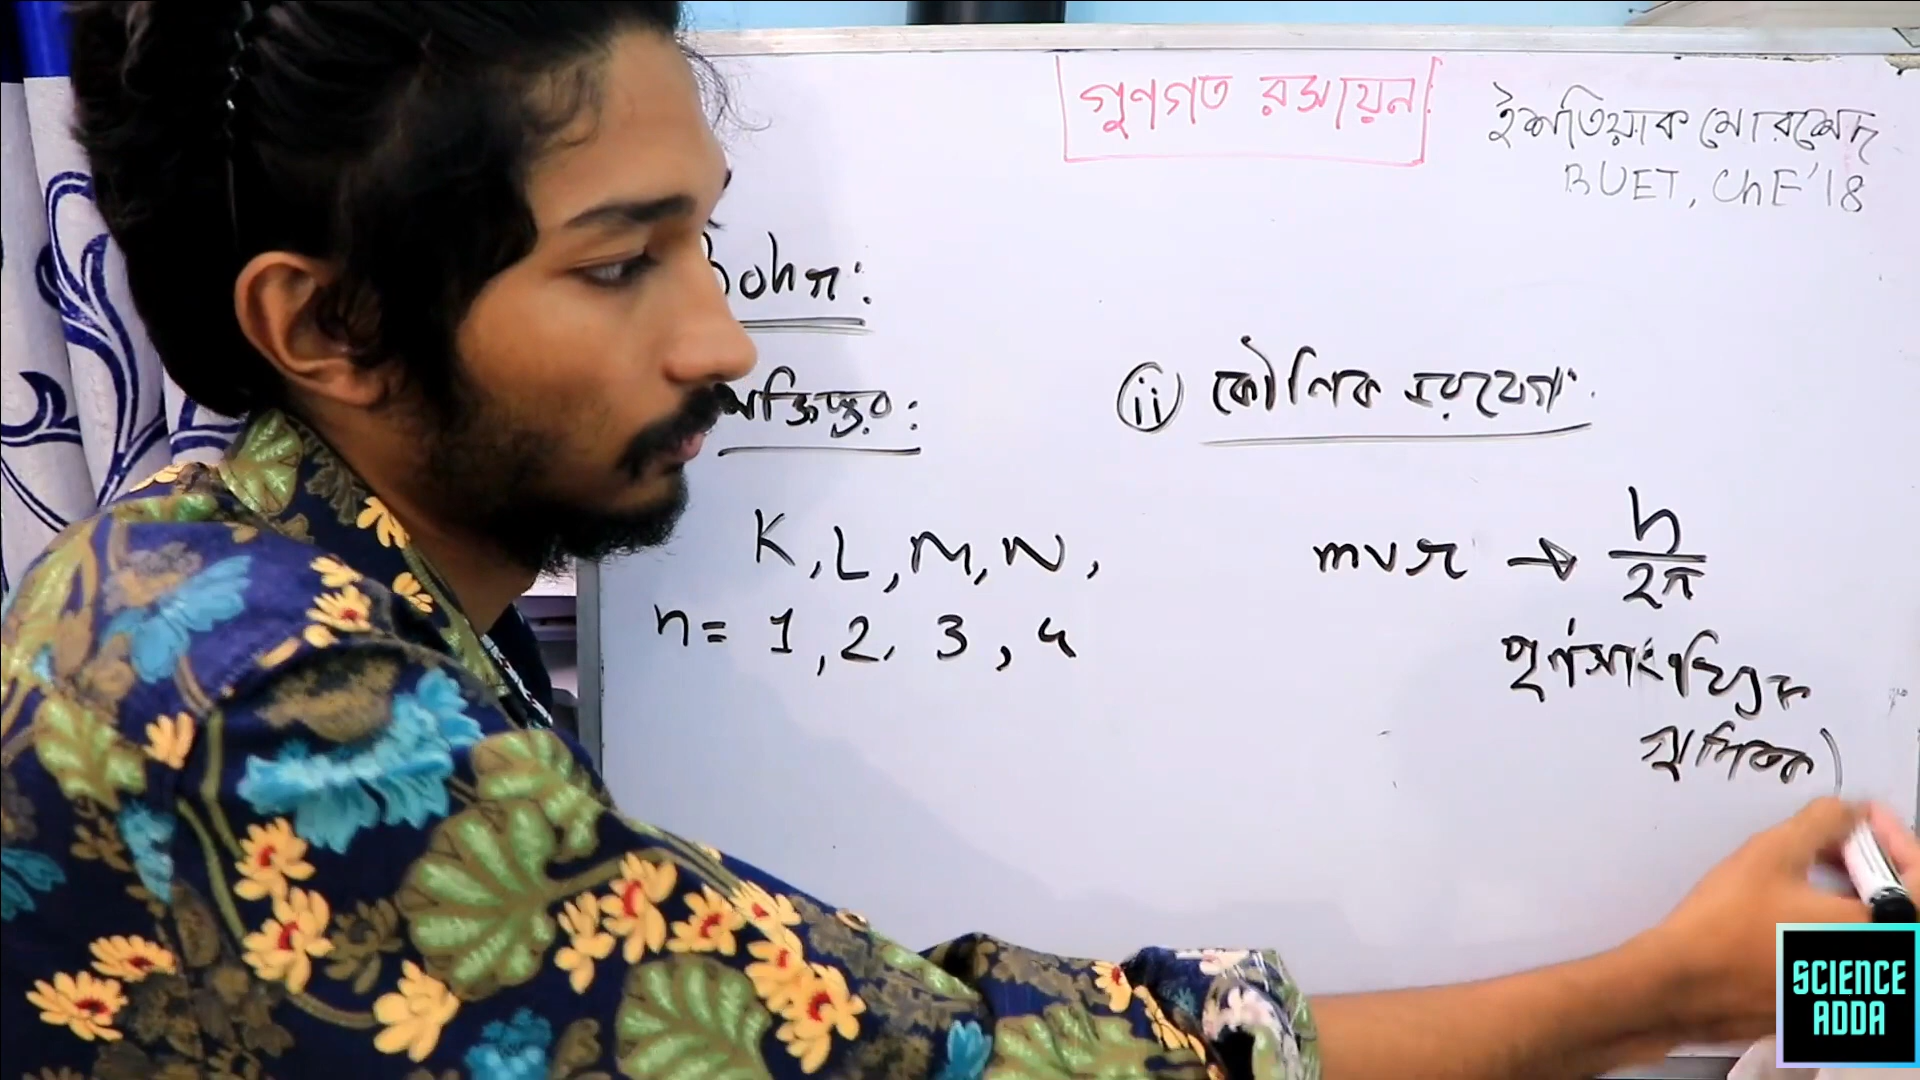 গুণগত রসায়ন
ইশতিয়াক মোরশেদ
BUET, ChE'18
Bohr:
শক্তিস্তর:
ii কৌণিক ভরবেগ:
K, L, M, N,
n = 1, 2, 3, 4
mvr → h/2π
পূর্ণসাংখ্যিক
গুণিতক)
SCIENCE
ADDA